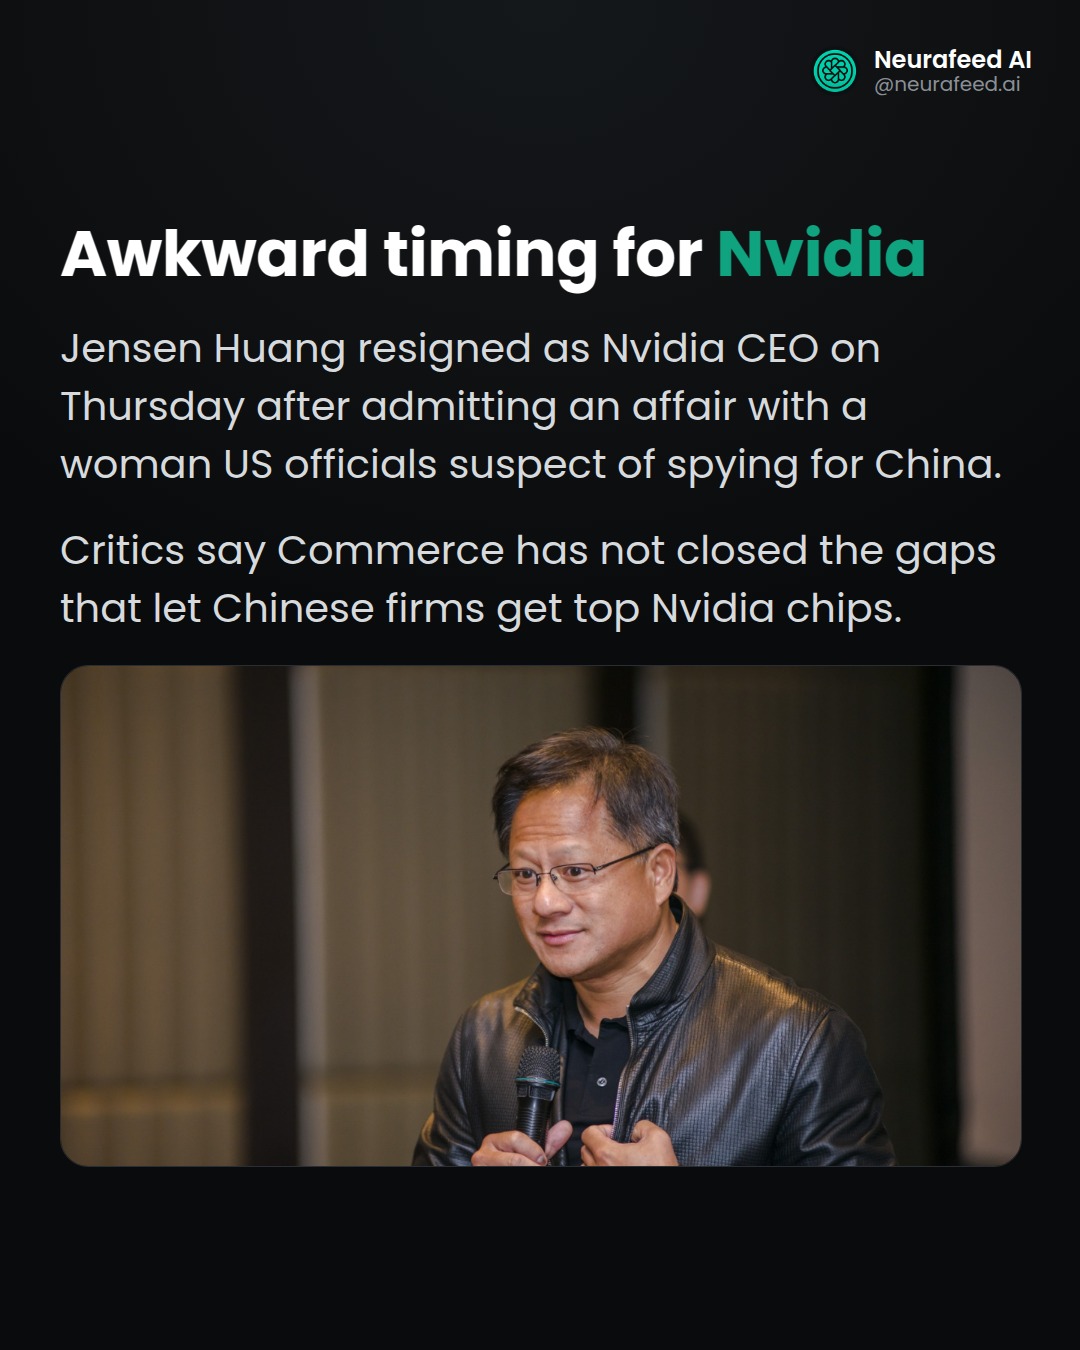 Neurafeed AI
@neurafeed.ai
Awkward timing for Nvidia
Jensen Huang resigned as Nvidia CEO on
Thursday after admitting an affair with a
woman US officials suspect of spying for China.
Critics say Commerce has not closed the gaps
that let Chinese firms get top Nvidia chips.